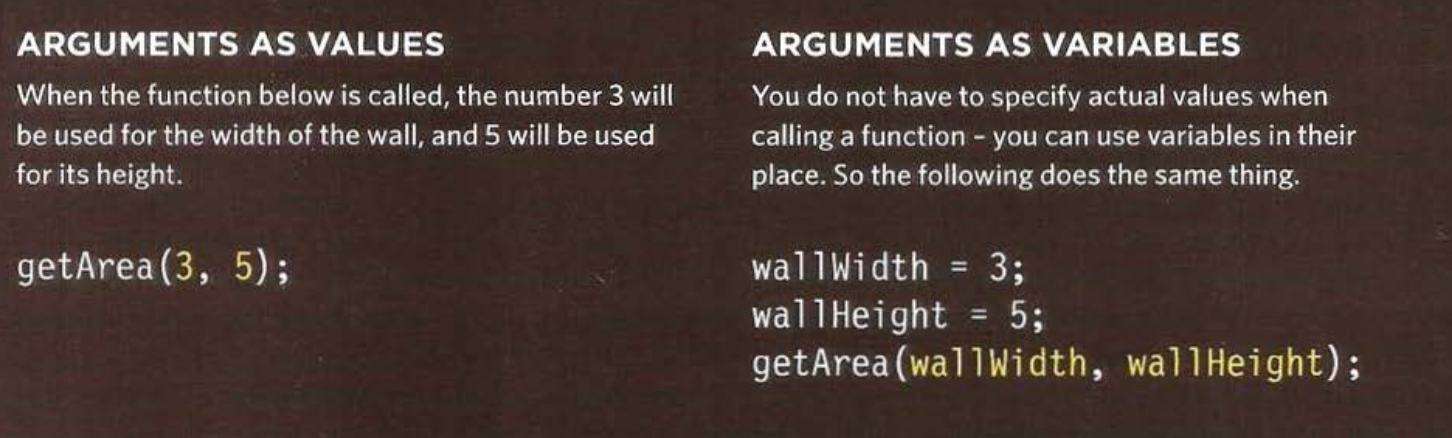 ARGUMENTS AS VALUES
When the function below is called, the number 3 will
be used for the width of the wall, and 5 will be used
for its height.
getArea(3, 5);
ARGUMENTS AS VARIABLES
You do not have to specify actual values when
calling a function – you can use variables in their
place. So the following does the same thing.
wallWidth = 3;
wallHeight = 5;
getArea(wallWidth, wallHeight);